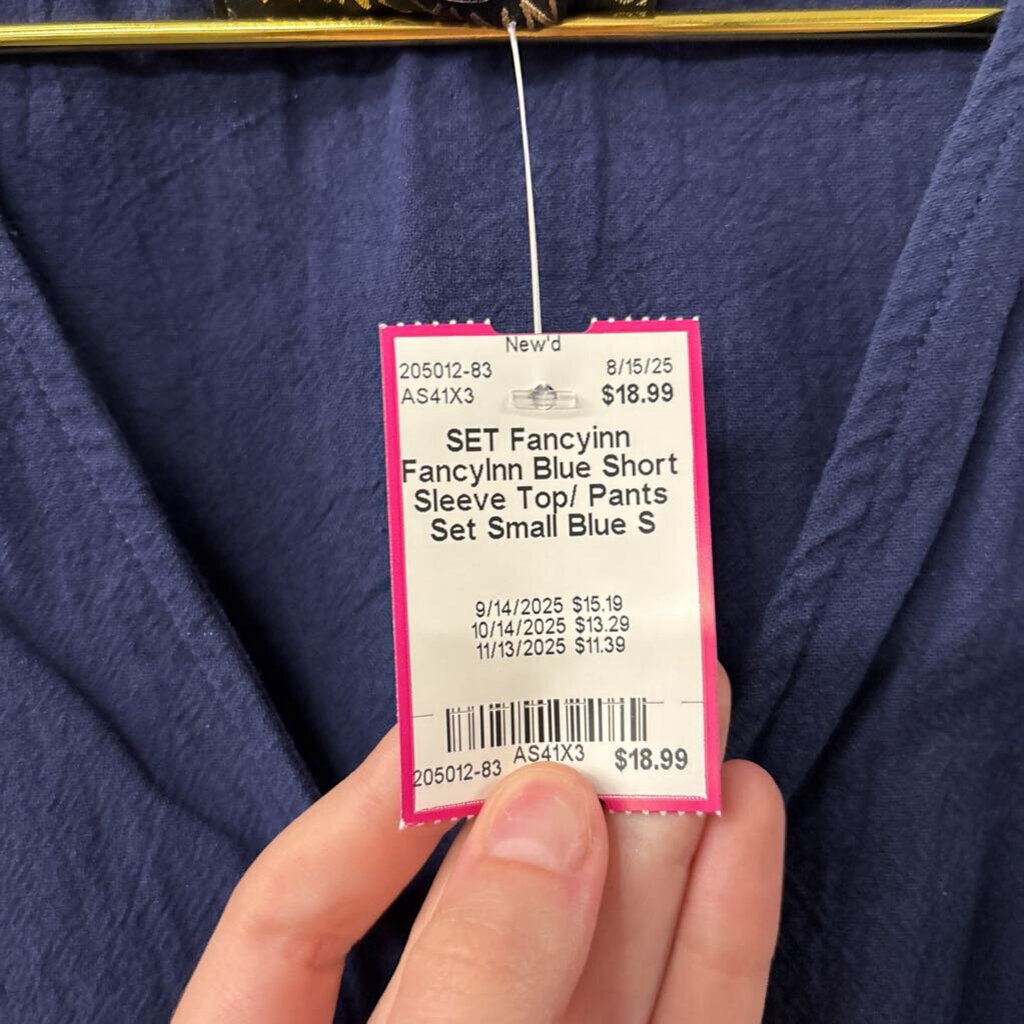 New'd
205012-83 8/15/25
AS41X3 $18.99
SET Fancyinn
FancyInn Blue Short
Sleeve Top/ Pants
Set Small Blue S
9/14/2025 $15.19
10/14/2025 $13.29
11/13/2025 $11.39
AS41X3
205012-83 $18.99